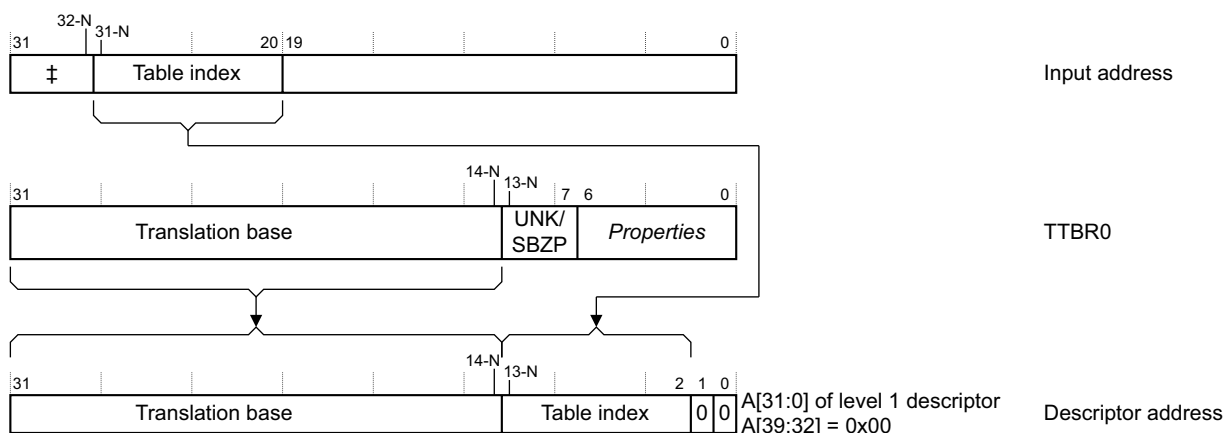 32-N
31 31-N 20 19 0
‡ Table index Input address
14-N
31 13-N 7 6 0
Translation base UNK/ SBZP Properties TTBR0
14-N
31 13-N 2 1 0
Translation base Table index 0 0 A[31:0] of level 1 descriptor Descriptor address
A[39:32] = 0x00